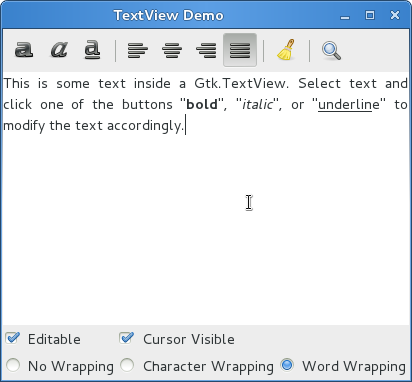 TextView Demo
a a a
This is some text inside a Gtk.TextView. Select text and
click one of the buttons "bold", "italic", or "underline" to
modify the text accordingly.
Editable Cursor Visible
No Wrapping Character Wrapping Word Wrapping